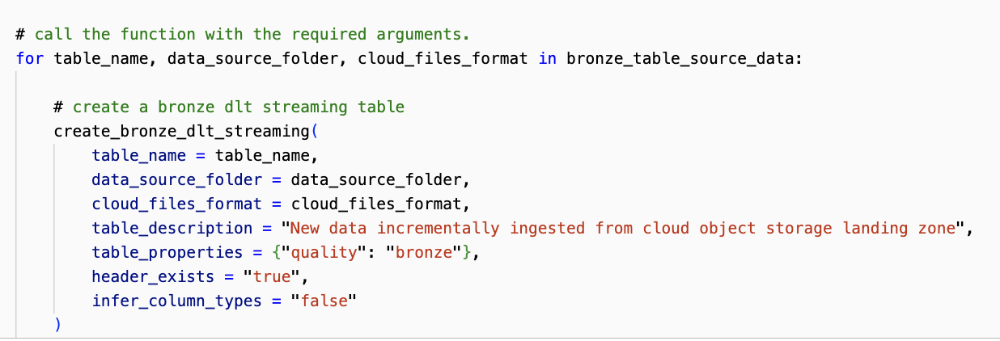 # call the function with the required arguments.
for table_name, data_source_folder, cloud_files_format in bronze_table_source_data:
# create a bronze dlt streaming table
create_bronze_dlt_streaming(
table_name = table_name,
data_source_folder = data_source_folder,
cloud_files_format = cloud_files_format,
table_description = "New data incrementally ingested from cloud object storage landing zone",
table_properties = {"quality": "bronze"},
header_exists = "true",
infer_column_types = "false"
)